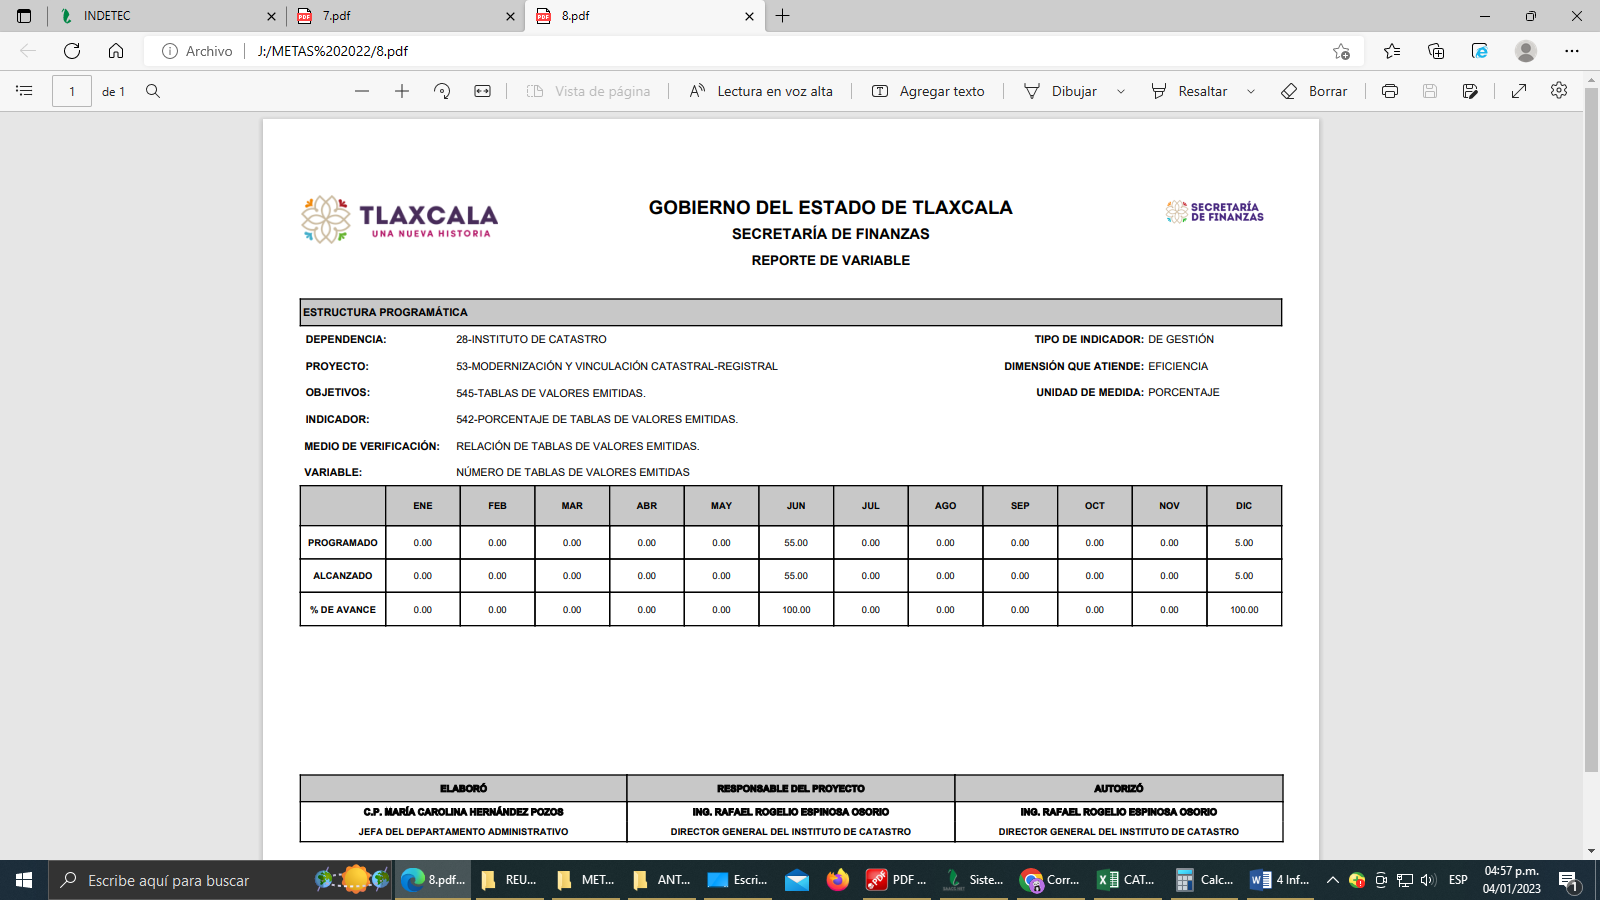 INDETEC
7.pdf
8.pdf
Archivo
J:/METAS%202022/8.pdf
1 de 1
Vista de página
Lectura en voz alta
Agregar texto
Dibujar
Resaltar
Borrar
TLAXCALA
UNA NUEVA HISTORIA
GOBIERNO DEL ESTADO DE TLAXCALA
SECRETARÍA DE FINANZAS
REPORTE DE VARIABLE
SECRETARÍA
DE FINANZAS
ESTRUCTURA PROGRAMÁTICA
DEPENDENCIA: 28-INSTITUTO DE CATASTRO TIPO DE INDICADOR: DE GESTIÓN
PROYECTO: 53-MODERNIZACIÓN Y VINCULACIÓN CATASTRAL-REGISTRAL DIMENSIÓN QUE ATIENDE: EFICIENCIA
OBJETIVOS: 545-TABLAS DE VALORES EMITIDAS. UNIDAD DE MEDIDA: PORCENTAJE
INDICADOR: 542-PORCENTAJE DE TABLAS DE VALORES EMITIDAS.
MEDIO DE VERIFICACIÓN: RELACIÓN DE TABLAS DE VALORES EMITIDAS.
VARIABLE: NÚMERO DE TABLAS DE VALORES EMITIDAS
ENE FEB MAR ABR MAY JUN JUL AGO SEP OCT NOV DIC
PROGRAMADO 0.00 0.00 0.00 0.00 0.00 55.00 0.00 0.00 0.00 0.00 0.00 5.00
ALCANZADO 0.00 0.00 0.00 0.00 0.00 55.00 0.00 0.00 0.00 0.00 0.00 5.00
% DE AVANCE 0.00 0.00 0.00 0.00 0.00 100.00 0.00 0.00 0.00 0.00 0.00 100.00
ELABORÓ RESPONSABLE DEL PROYECTO AUTORIZÓ
C.P. MARÍA CAROLINA HERNÁNDEZ POZOS ING. RAFAEL ROGELIO ESPINOSA OSORIO ING. RAFAEL ROGELIO ESPINOSA OSORIO
JEFA DEL DEPARTAMENTO ADMINISTRATIVO DIRECTOR GENERAL DEL INSTITUTO DE CATASTRO DIRECTOR GENERAL DEL INSTITUTO DE CATASTRO
Escribe aquí para buscar
8.pdf...
REU...
MET...
ANT...
Escri...
PDF ...
Siste...
Corr...
CAT...
Calc...
4 Inf...
ESP
04:57 p.m.
04/01/2023
1